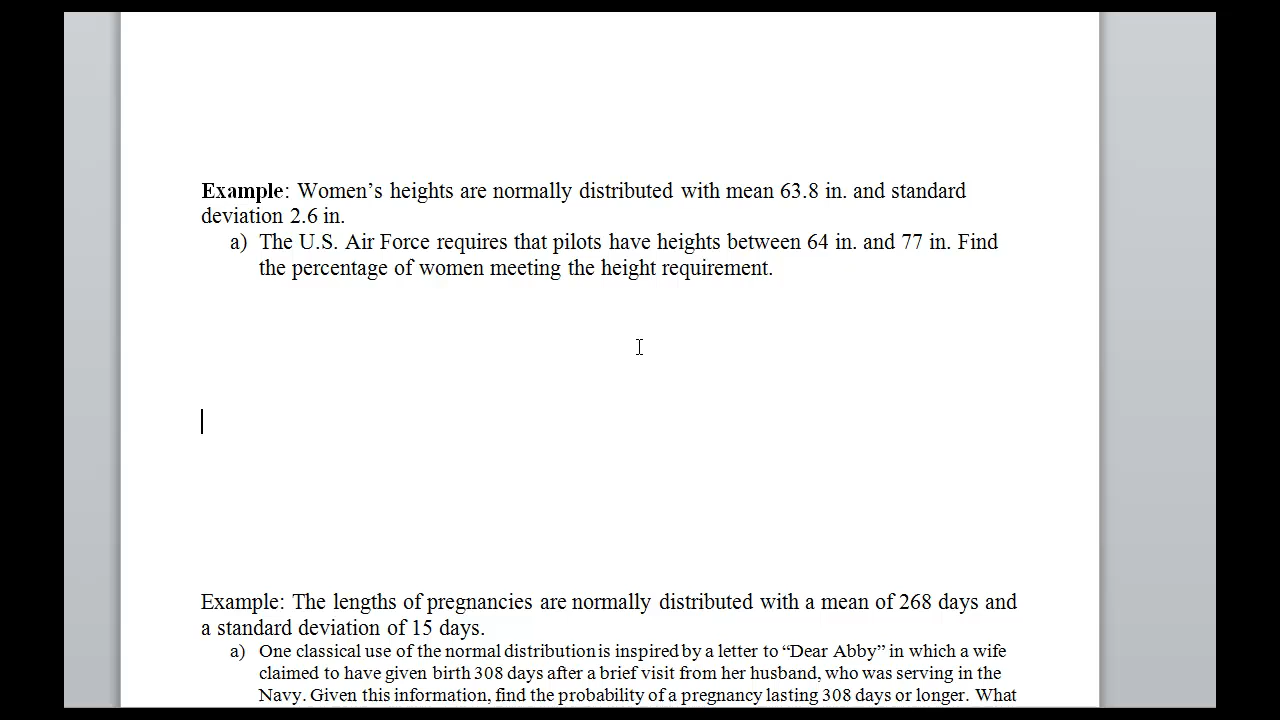 Example: Women’s heights are normally distributed with mean 63.8 in. and standard
deviation 2.6 in.
a) The U.S. Air Force requires that pilots have heights between 64 in. and 77 in. Find
the percentage of women meeting the height requirement.
Example: The lengths of pregnancies are normally distributed with a mean of 268 days and
a standard deviation of 15 days.
a) One classical use of the normal distribution is inspired by a letter to “Dear Abby” in which a wife
claimed to have given birth 308 days after a brief visit from her husband, who was serving in the
Navy. Given this information, find the probability of a pregnancy lasting 308 days or longer. What